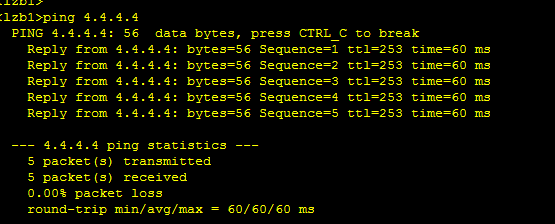 <lzb1>
<lzb1>ping 4.4.4.4
PING 4.4.4.4: 56  data bytes, press CTRL_C to break
Reply from 4.4.4.4: bytes=56 Sequence=1 ttl=253 time=60 ms
Reply from 4.4.4.4: bytes=56 Sequence=2 ttl=253 time=60 ms
Reply from 4.4.4.4: bytes=56 Sequence=3 ttl=253 time=60 ms
Reply from 4.4.4.4: bytes=56 Sequence=4 ttl=253 time=60 ms
Reply from 4.4.4.4: bytes=56 Sequence=5 ttl=253 time=60 ms
--- 4.4.4.4 ping statistics ---
5 packet(s) transmitted
5 packet(s) received
0.00% packet loss
round-trip min/avg/max = 60/60/60 ms